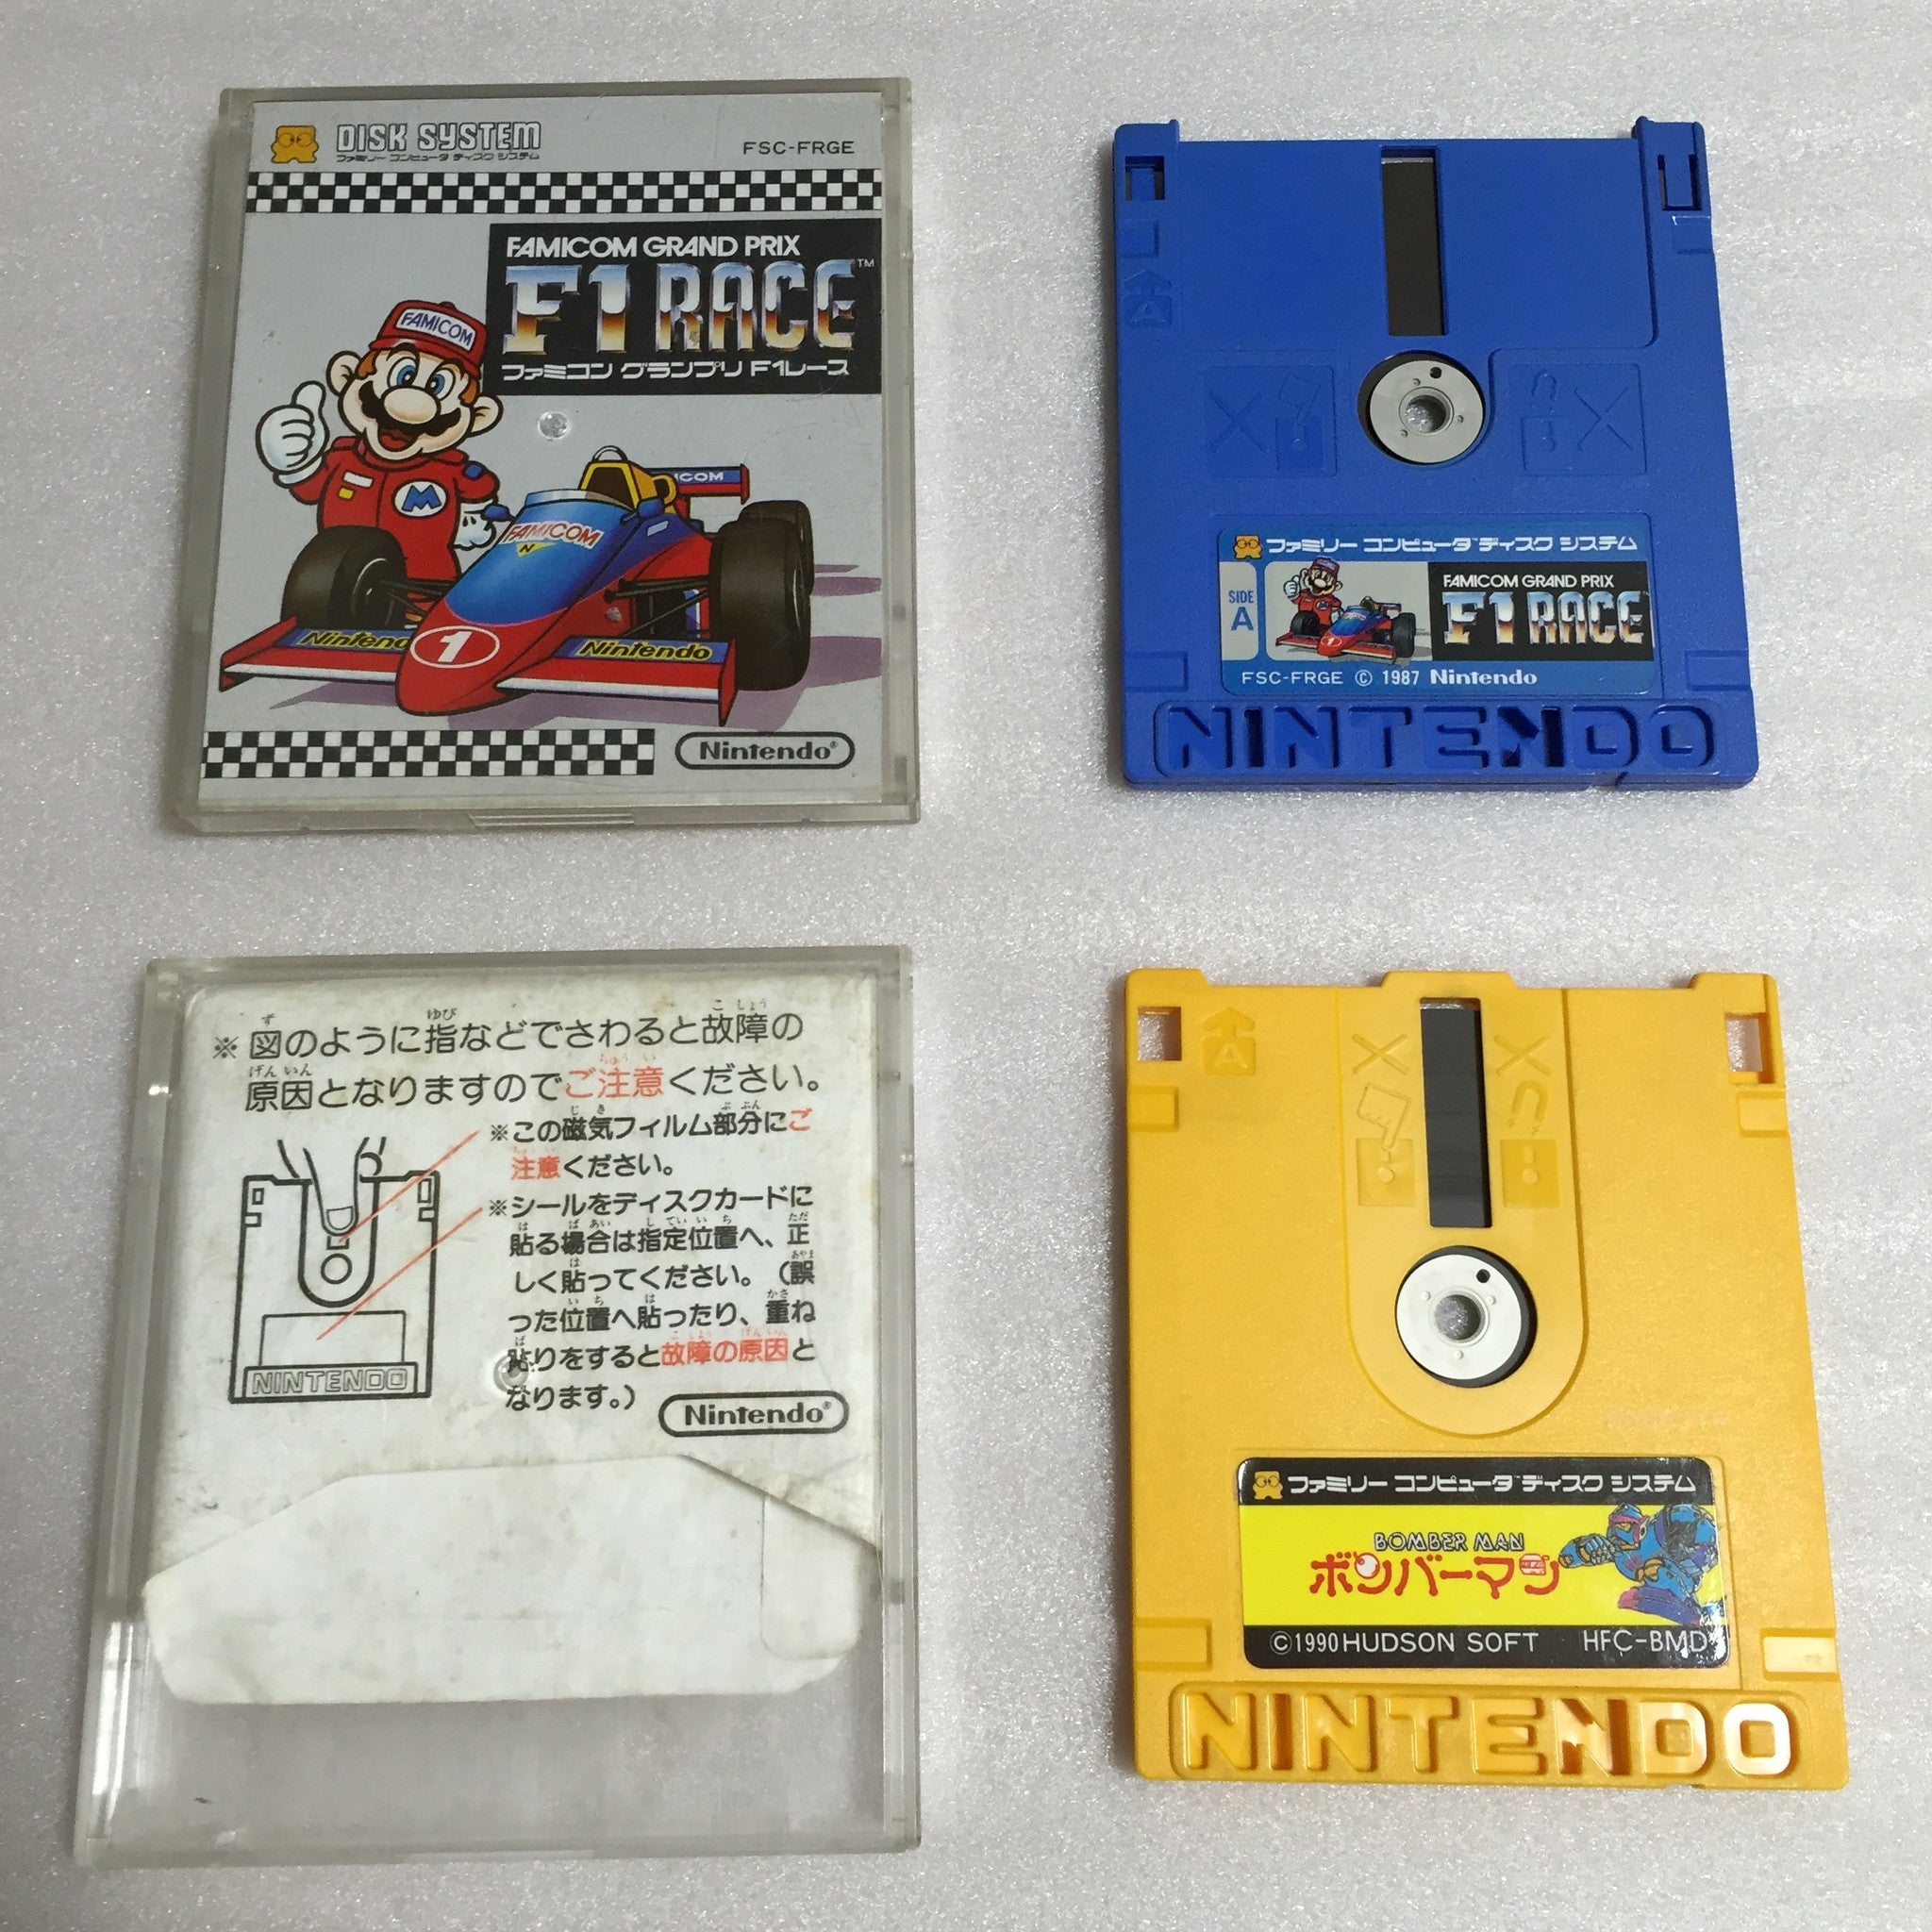 DISK SYSTEM
ファミリー コンピュータ ディスク システム
FSC-FRGE
FAMICOM GRAND PRIX
F1 RACE™
ファミコン グランプリ F1レース
FAMICOM
M
FAMICOM
N
Nintendo
1
Nintendo
Nintendo®
A
ファミリー コンピュータ ディスク システム
SIDE
A
FAMICOM GRAND PRIX
F1 RACE
1
FSC-FRGE © 1987 Nintendo
NINTENDO
※図のように指などでさわると故障の
原因となりますのでご注意ください。
※この磁気フィルム部分にご
注意ください。
※シールをディスクカードに
貼る場合は指定位置へ、正
しく貼ってください。(誤
った位置へ貼ったり、重ね
貼りをすると故障の原因と
なります。)
NINTENDO
Nintendo®
A
ファミリー コンピュータ ディスク システム
BOMBER MAN
ボンバーマン
©1990 HUDSON SOFT HFC-BMD
NINTENDO